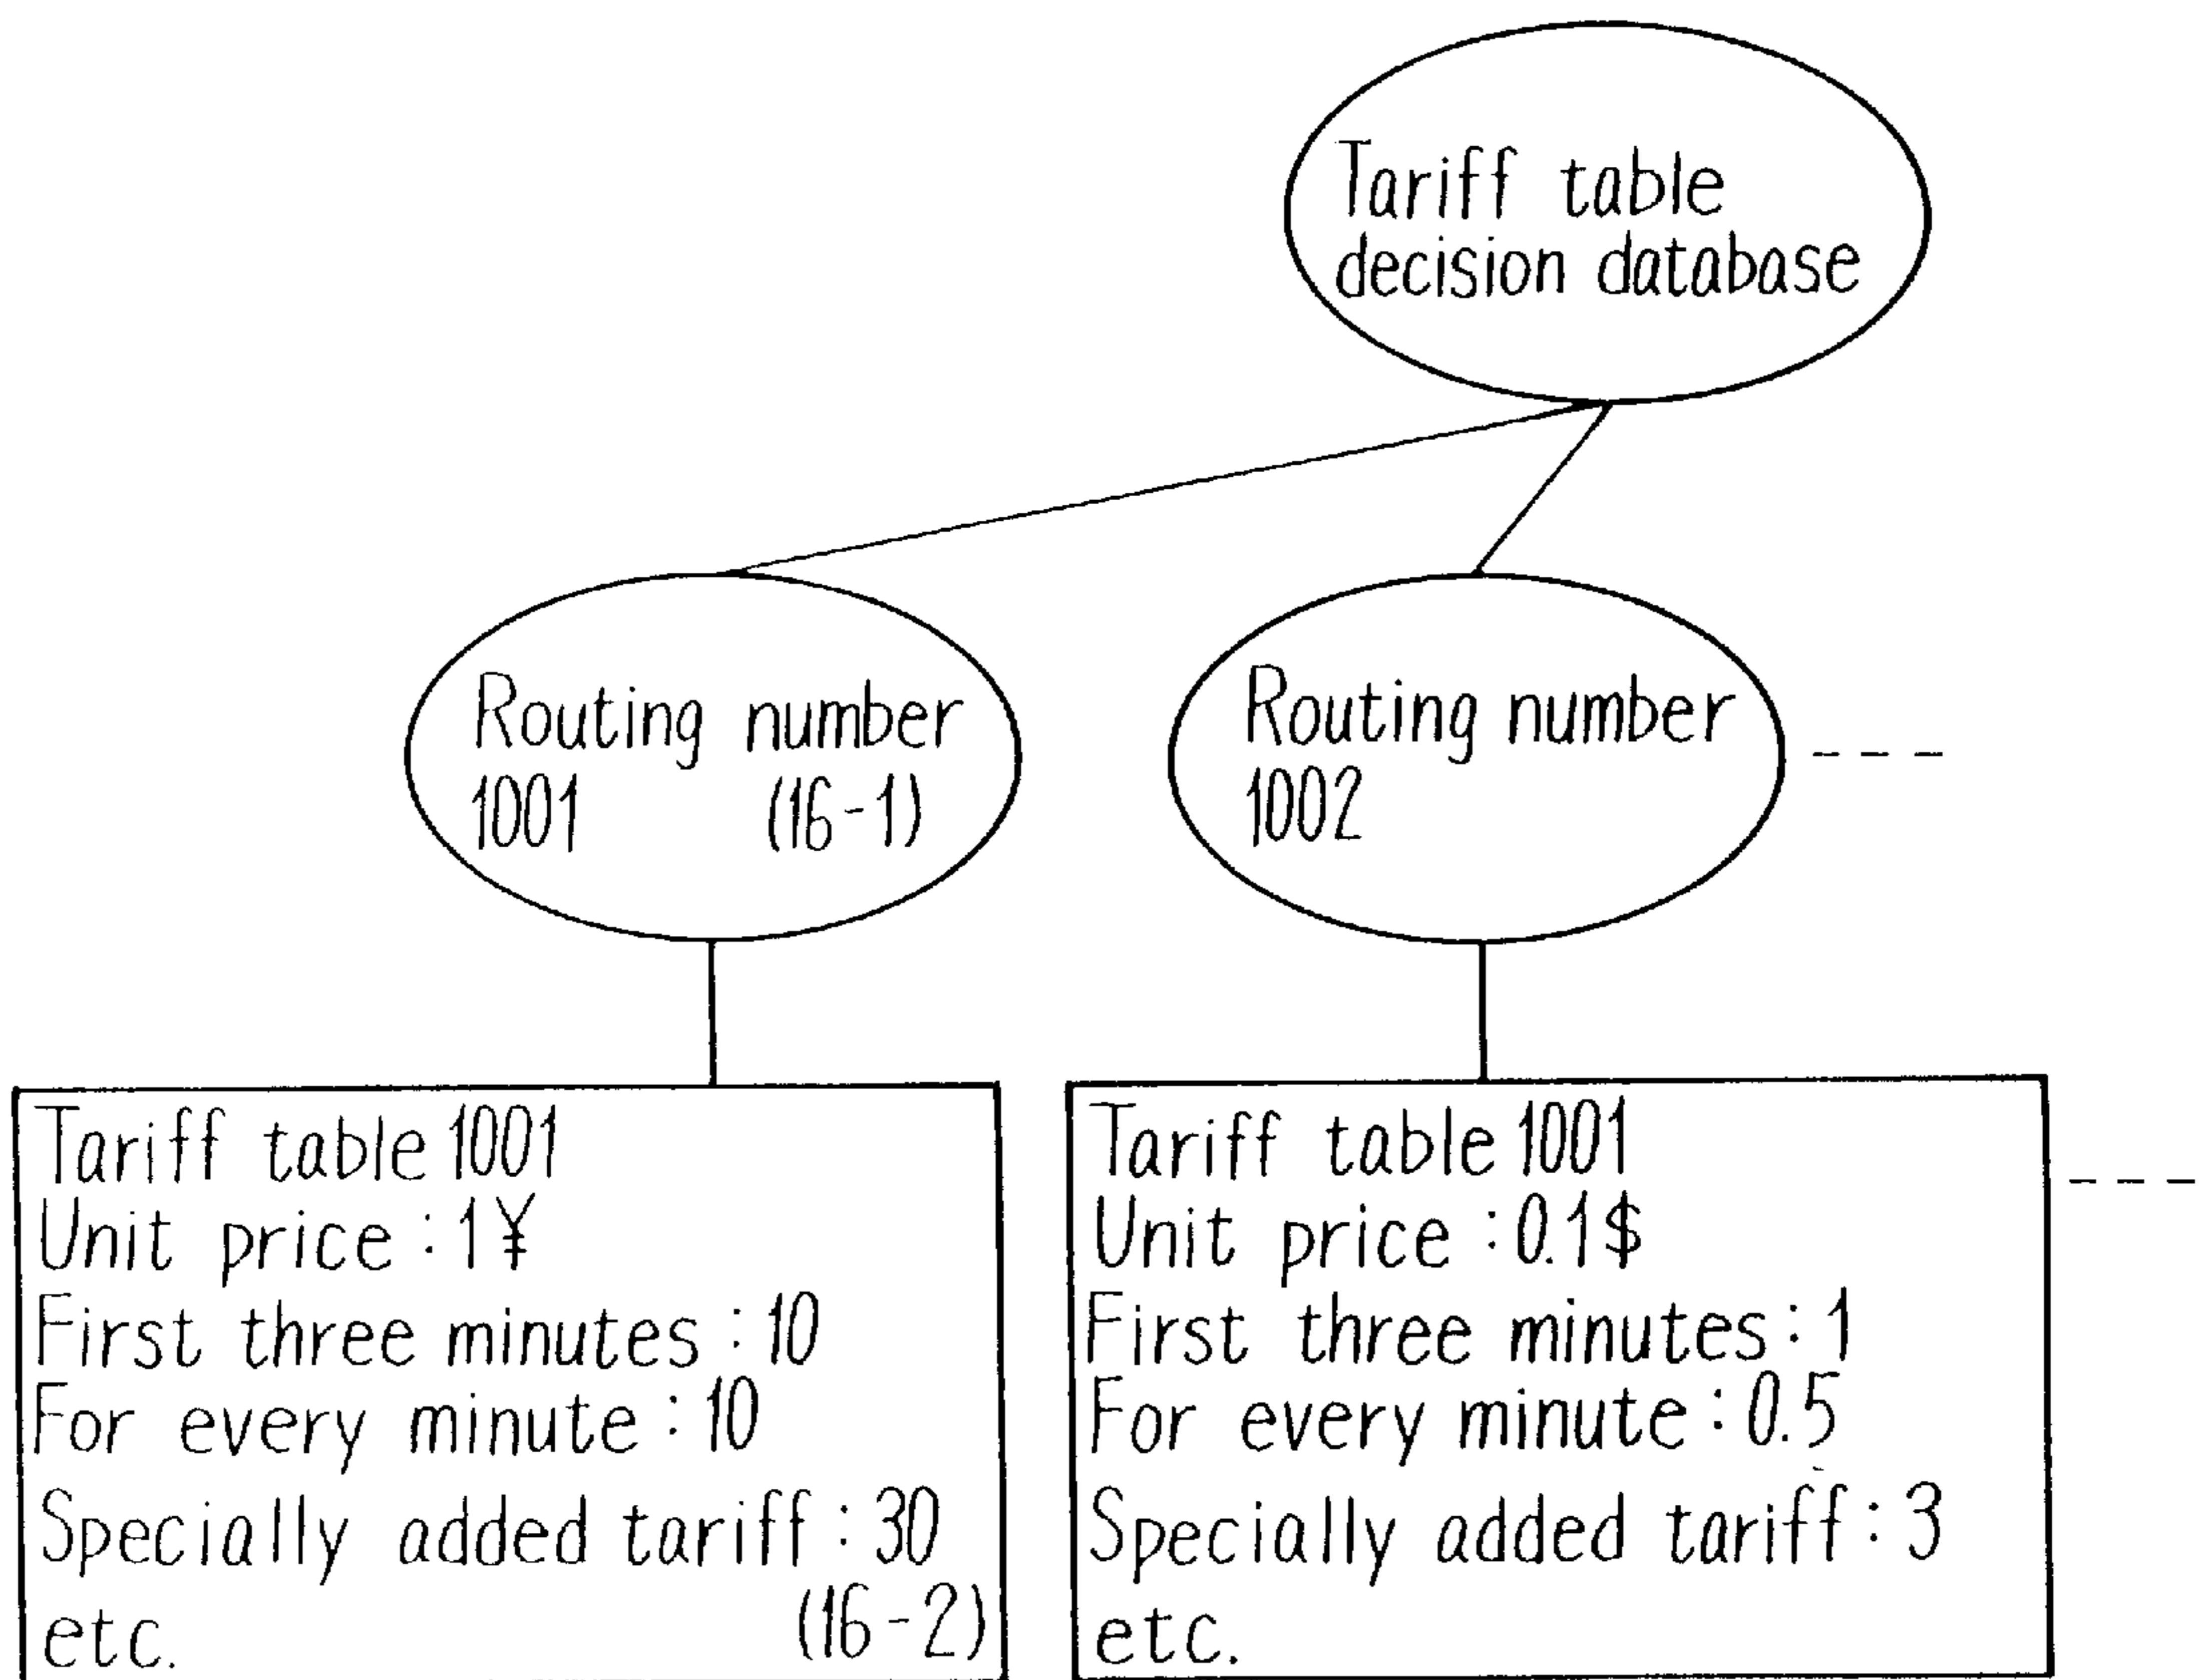 Tariff table
decision database
Routing number
1001 (16-1)
Routing number
1002
Tariff table 1001
Unit price : 1¥
First three minutes : 10
For every minute : 10
Specially added tariff : 30
(16-2)
etc.
Tariff table 1001
Unit price : 0.1$
First three minutes : 1
For every minute : 0.5
Specially added tariff : 3
etc.